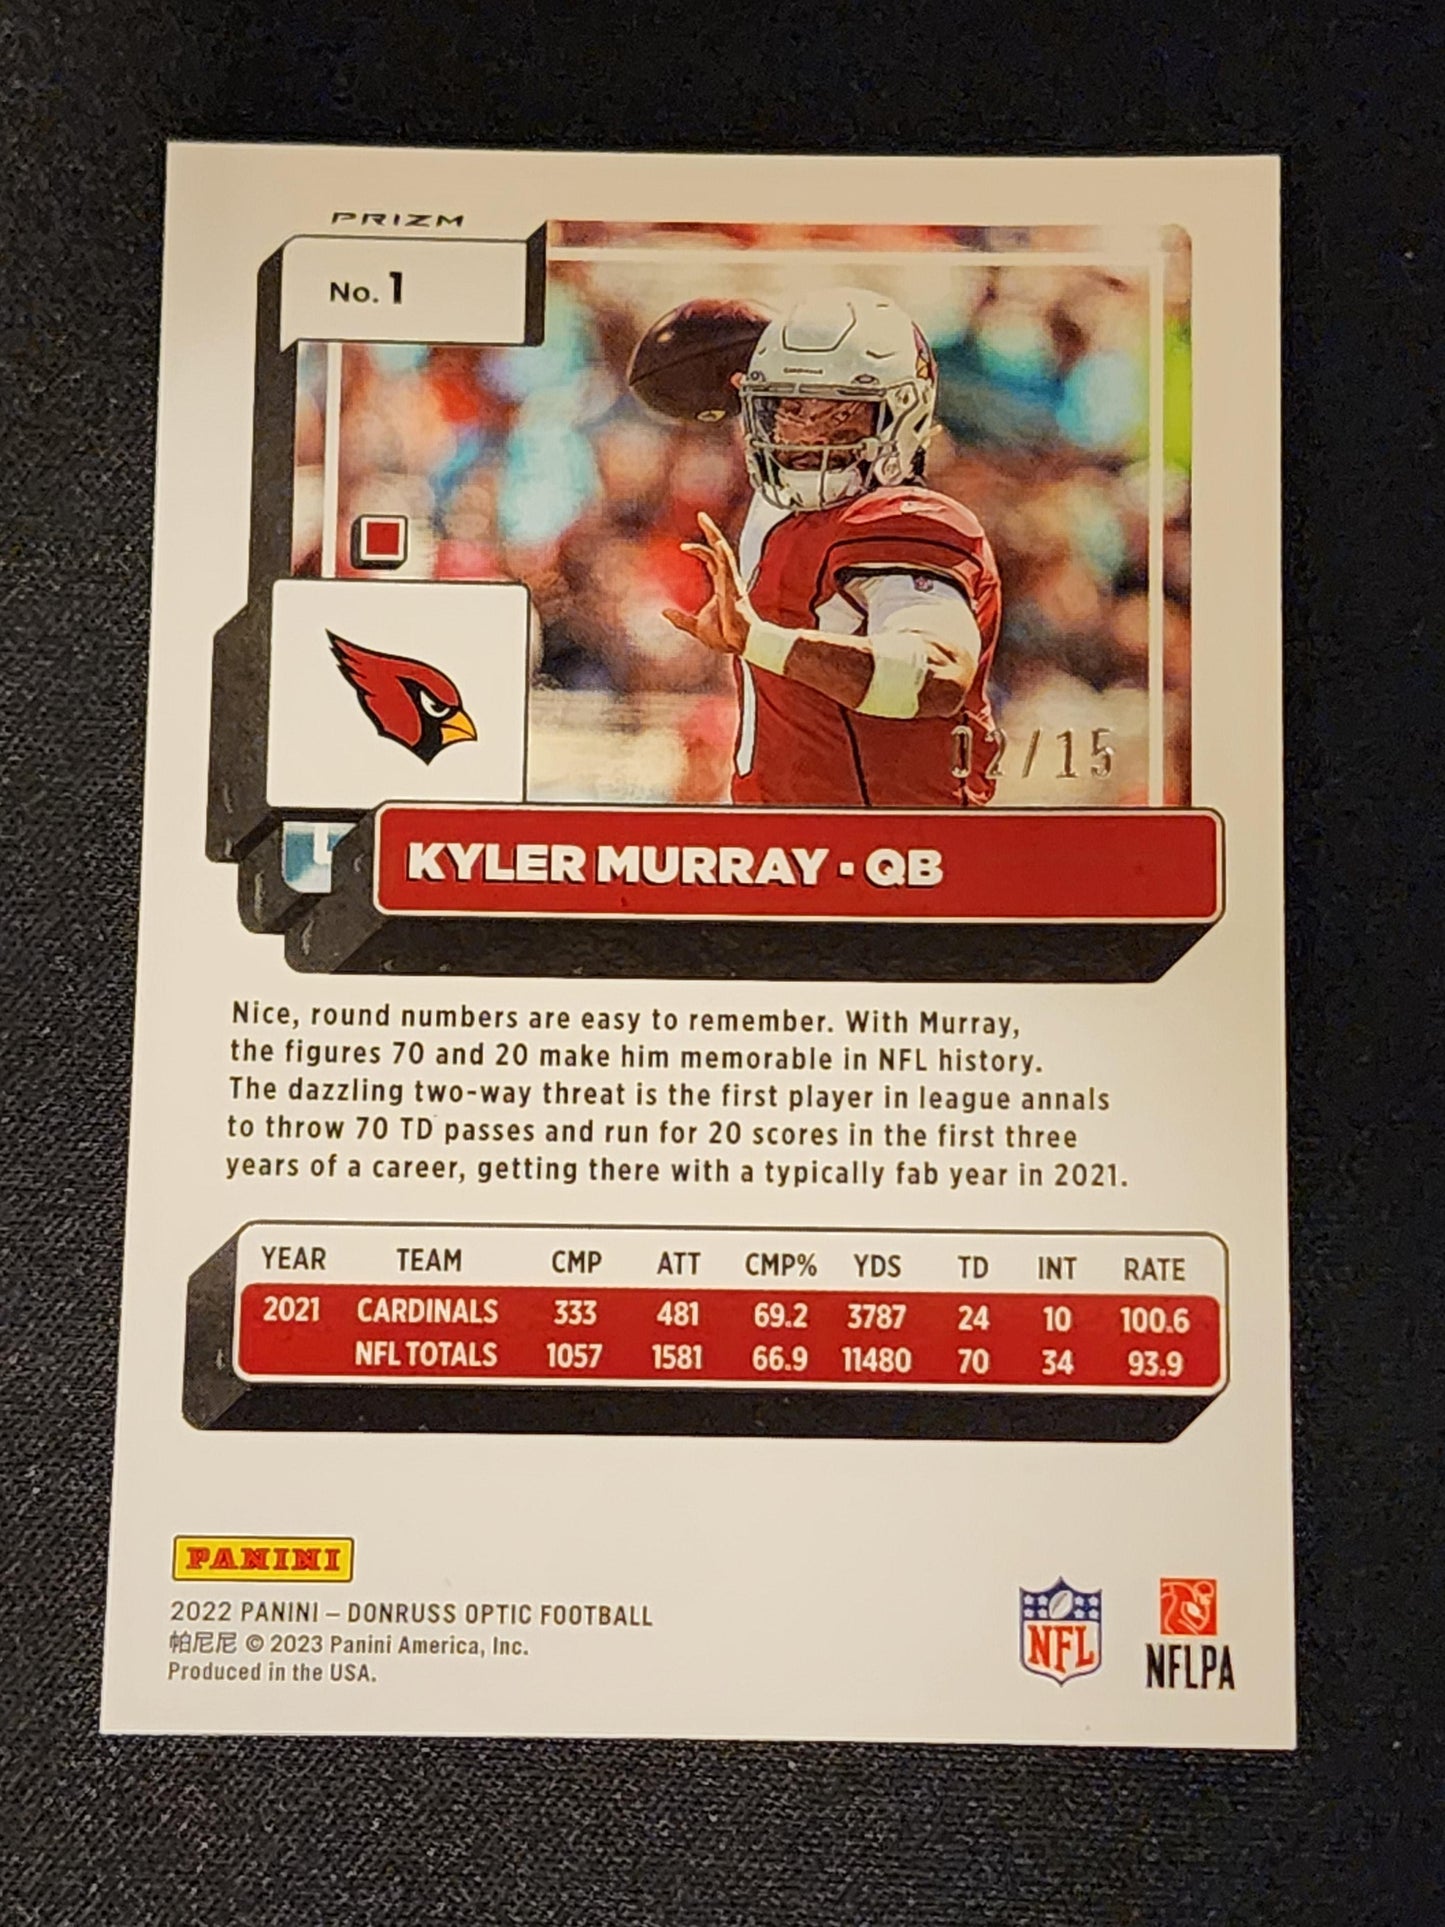 PRIZM
No. 1
02/15
KYLER MURRAY · QB
Nice, round numbers are easy to remember. With Murray,
the figures 70 and 20 make him memorable in NFL history.
The dazzling two-way threat is the first player in league annals
to throw 70 TD passes and run for 20 scores in the first three
years of a career, getting there with a typically fab year in 2021.
YEAR TEAM CMP ATT CMP% YDS TD INT RATE
2021 CARDINALS 333 481 69.2 3787 24 10 100.6
NFL TOTALS 1057 1581 66.9 11480 70 34 93.9
PANINI
2022 PANINI – DONRUSS OPTIC FOOTBALL
帕尼尼 © 2023 Panini America, Inc.
Produced in the USA.
NFL
NFLPA